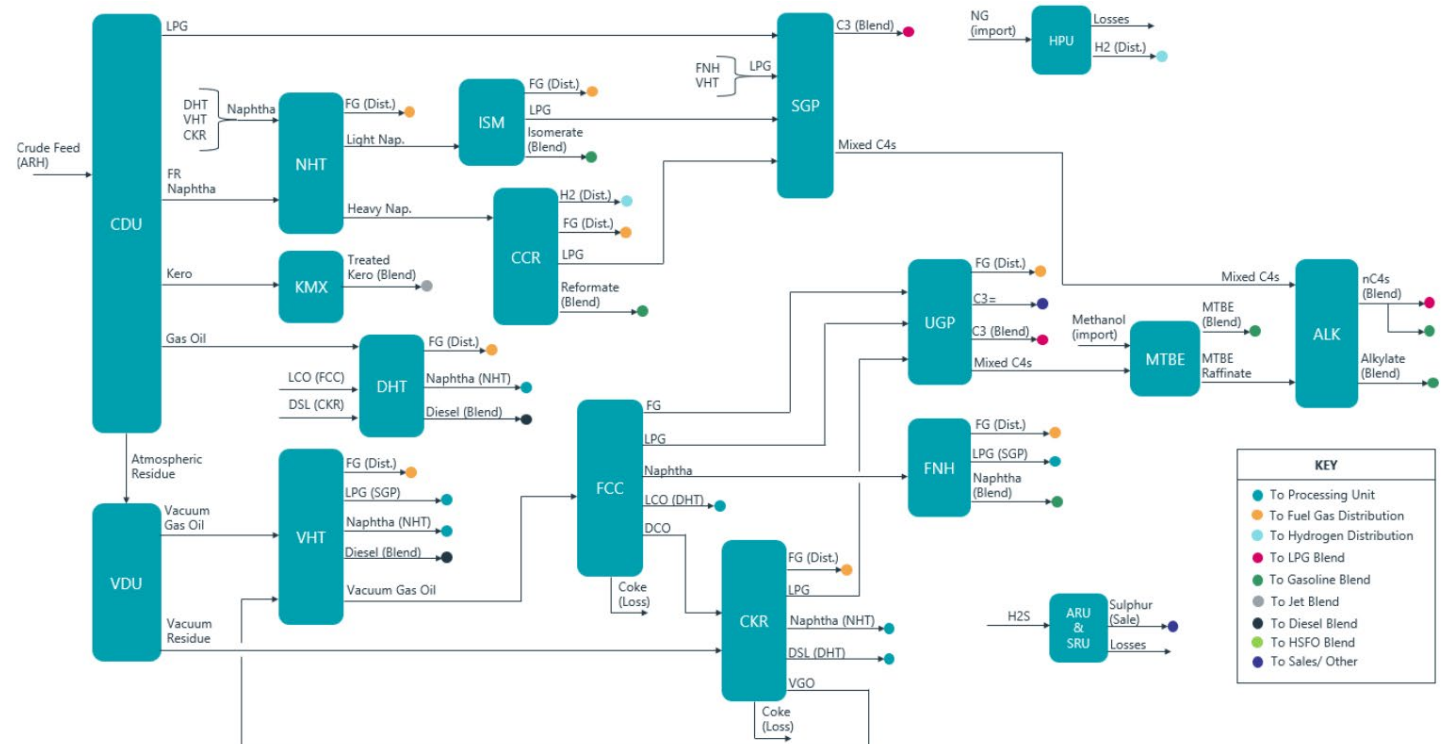 LPG
C3 (Blend)
NG
(import)
HPU
Losses
H2 (Dist.)
FNH
VHT
LPG
SGP
DHT
VHT
CKR
Naphtha
FG (Dist.)
Light Nap.
NHT
ISM
FG (Dist.)
LPG
Isomerate
(Blend)
Mixed C4s
Crude Feed
(ARH)
CDU
FR
Naphtha
Heavy Nap.
H2 (Dist.)
FG (Dist.)
CCR
LPG
Reformate
(Blend)
Kero
KMX
Treated
Kero (Blend)
Gas Oil
LCO (FCC)
DSL (CKR)
DHT
FG (Dist.)
Naphtha (NHT)
Diesel (Blend)
UGP
FG (Dist.)
C3=
C3 (Blend)
Mixed C4s
Methanol
(import)
MTBE
MTBE
(Blend)
MTBE
Raffinate
Mixed C4s
ALK
nC4s
(Blend)
Alkylate
(Blend)
Atmospheric
Residue
VDU
Vacuum
Gas Oil
Vacuum
Residue
VHT
FG (Dist.)
LPG (SGP)
Naphtha (NHT)
Diesel (Blend)
Vacuum Gas Oil
FCC
FG
LPG
Naphtha
LCO (DHT)
DCO
Coke
(Loss)
FNH
FG (Dist.)
LPG (SGP)
Naphtha
(Blend)
CKR
FG (Dist.)
LPG
Naphtha (NHT)
DSL (DHT)
VGO
Coke
(Loss)
H2S
ARU
&
SRU
Sulphur
(Sale)
Losses
KEY
To Processing Unit
To Fuel Gas Distribution
To Hydrogen Distribution
To LPG Blend
To Gasoline Blend
To Jet Blend
To Diesel Blend
To HSFO Blend
To Sales/ Other